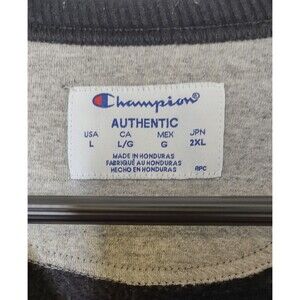 Champion
AUTHENTIC
USA CA MEX JPN
L L/G G 2XL
MADE IN HONDURAS
FABRIQUÉ AU HONDURAS
HECHO EN HONDURAS
RPC